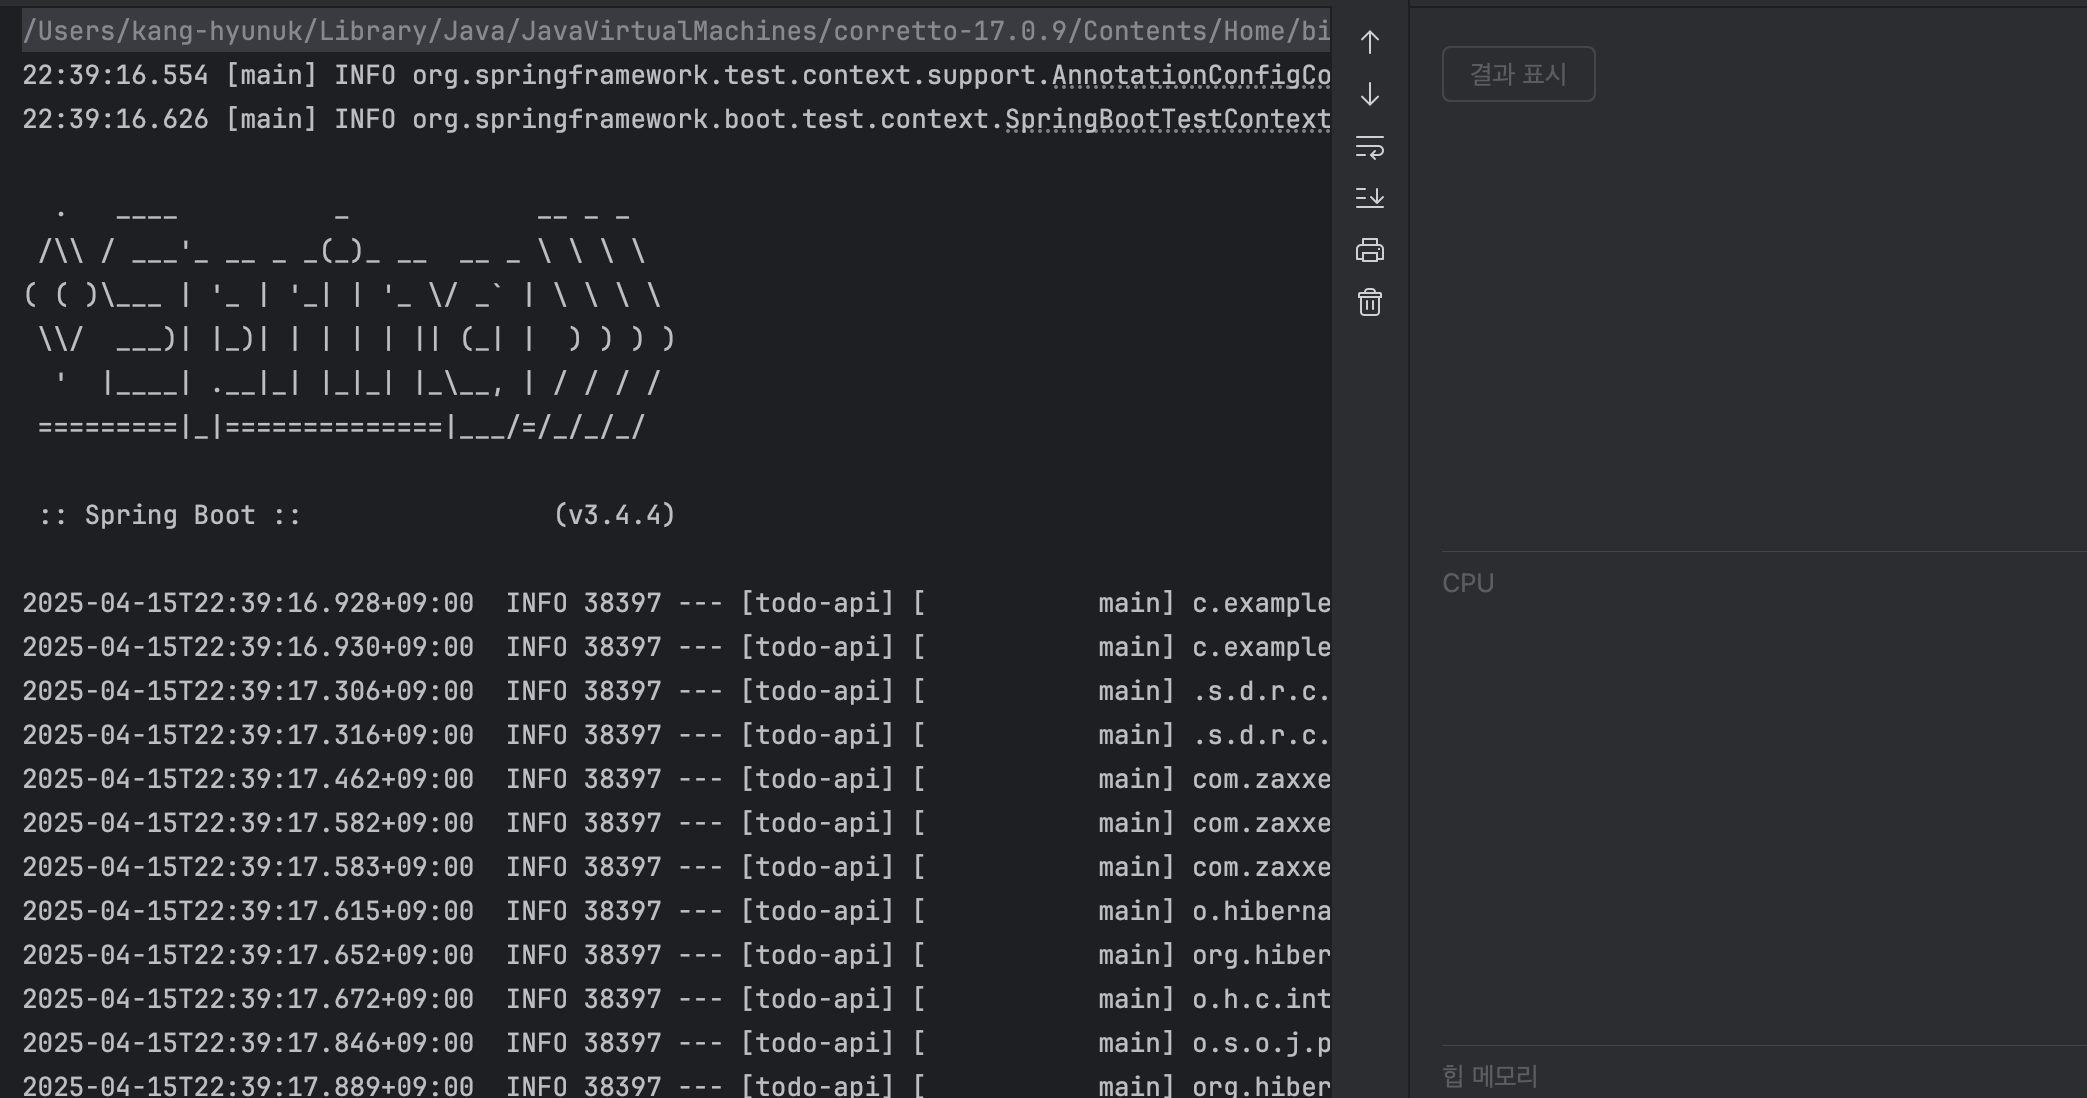 /Users/kang-hyunuk/Library/Java/JavaVirtualMachines/corretto-17.0.9/Contents/Home/bi
22:39:16.554 [main] INFO org.springframework.test.context.support.AnnotationConfigCo
22:39:16.626 [main] INFO org.springframework.boot.test.context.SpringBootTestContext
  .   ____          _            __ _ _
 /\\ / ___'_ __ _ _(_)_ __  __ _ \ \ \ \
( ( )\___ | '_ | '_| | '_ \/ _` | \ \ \ \
 \\/  ___)| |_)| | | | | || (_| |  ) ) ) )
  '  |____| .__|_| |_|_| |_\__, | / / / /
 =========|_|==============|___/=/_/_/_/
 :: Spring Boot ::                (v3.4.4)
2025-04-15T22:39:16.928+09:00  INFO 38397 --- [todo-api] [           main] c.example
2025-04-15T22:39:16.930+09:00  INFO 38397 --- [todo-api] [           main] c.example
2025-04-15T22:39:17.306+09:00  INFO 38397 --- [todo-api] [           main] .s.d.r.c.
2025-04-15T22:39:17.316+09:00  INFO 38397 --- [todo-api] [           main] .s.d.r.c.
2025-04-15T22:39:17.462+09:00  INFO 38397 --- [todo-api] [           main] com.zaxxe
2025-04-15T22:39:17.582+09:00  INFO 38397 --- [todo-api] [           main] com.zaxxe
2025-04-15T22:39:17.583+09:00  INFO 38397 --- [todo-api] [           main] com.zaxxe
2025-04-15T22:39:17.615+09:00  INFO 38397 --- [todo-api] [           main] o.hiberna
2025-04-15T22:39:17.652+09:00  INFO 38397 --- [todo-api] [           main] org.hiber
2025-04-15T22:39:17.672+09:00  INFO 38397 --- [todo-api] [           main] o.h.c.int
2025-04-15T22:39:17.846+09:00  INFO 38397 --- [todo-api] [           main] o.s.o.j.p
2025-04-15T22:39:17.889+09:00  INFO 38397 --- [todo-api] [           main] org.hiber
결과 표시
CPU
힙 메모리